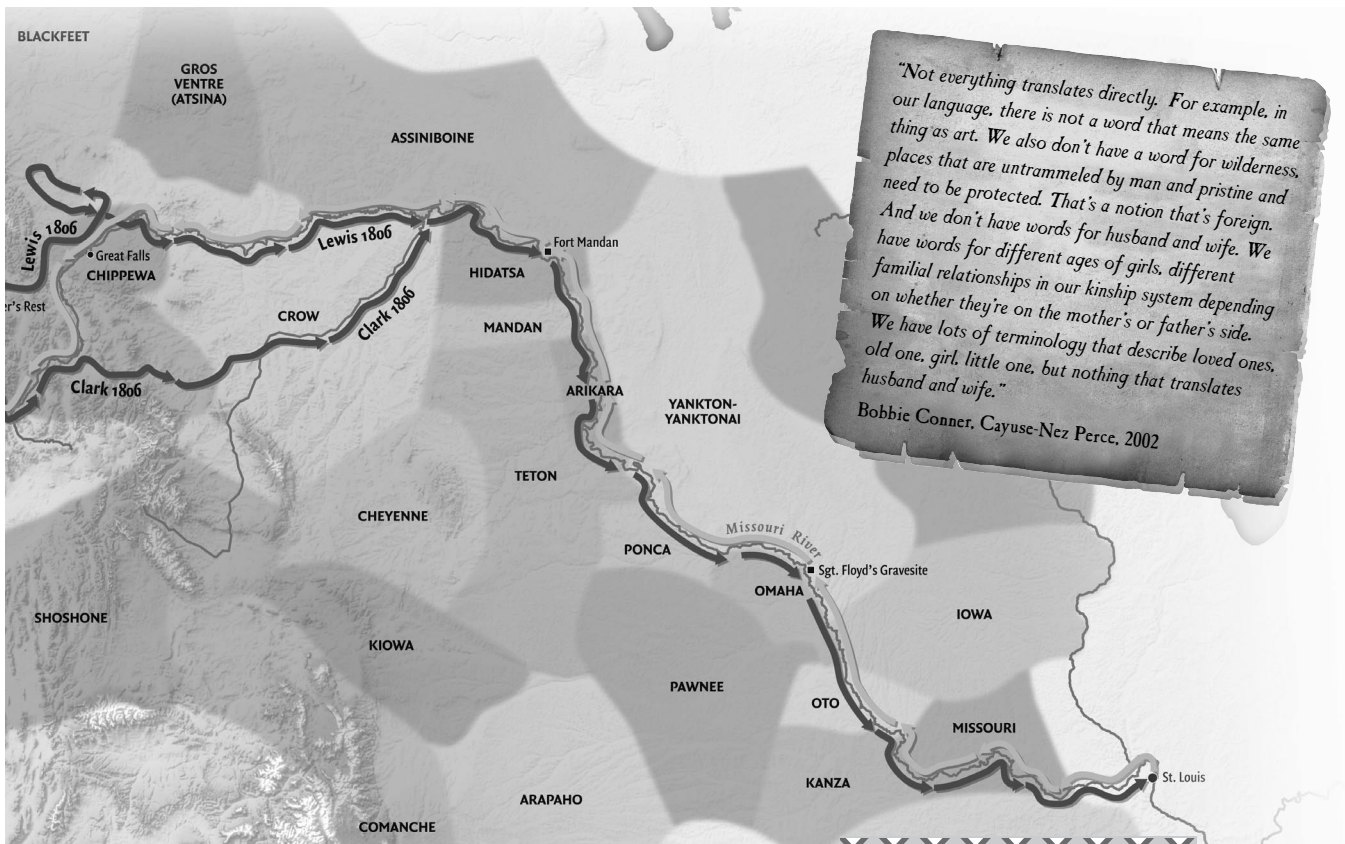 BLACKFEET
GROS
VENTRE
(ATSINA)
ASSINIBOINE
Lewis 1806
Great Falls
CHIPPEWA
er's Rest
Lewis 1806
Fort Mandan
HIDATSA
CROW
Clark 1806
MANDAN
Clark 1806
ARIKARA
YANKTON-
YANKTONAI
TETON
CHEYENNE
Missouri River
PONCA
Sgt. Floyd's Gravesite
OMAHA
SHOSHONE
IOWA
KIOWA
PAWNEE
OTO
MISSOURI
KANZA
St. Louis
ARAPAHO
COMANCHE
"Not everything translates directly. For example, in
our language, there is not a word that means the same
thing as art. We also don't have a word for wilderness,
places that are untrammeled by man and pristine and
need to be protected. That's a notion that's foreign.
And we don't have words for husband and wife. We
have words for different ages of girls, different
familial relationships in our kinship system depending
on whether they're on the mother's or father's side.
We have lots of terminology that describe loved ones,
old one, girl, little one, but nothing that translates
husband and wife."
Bobbie Conner, Cayuse-Nez Perce, 2002